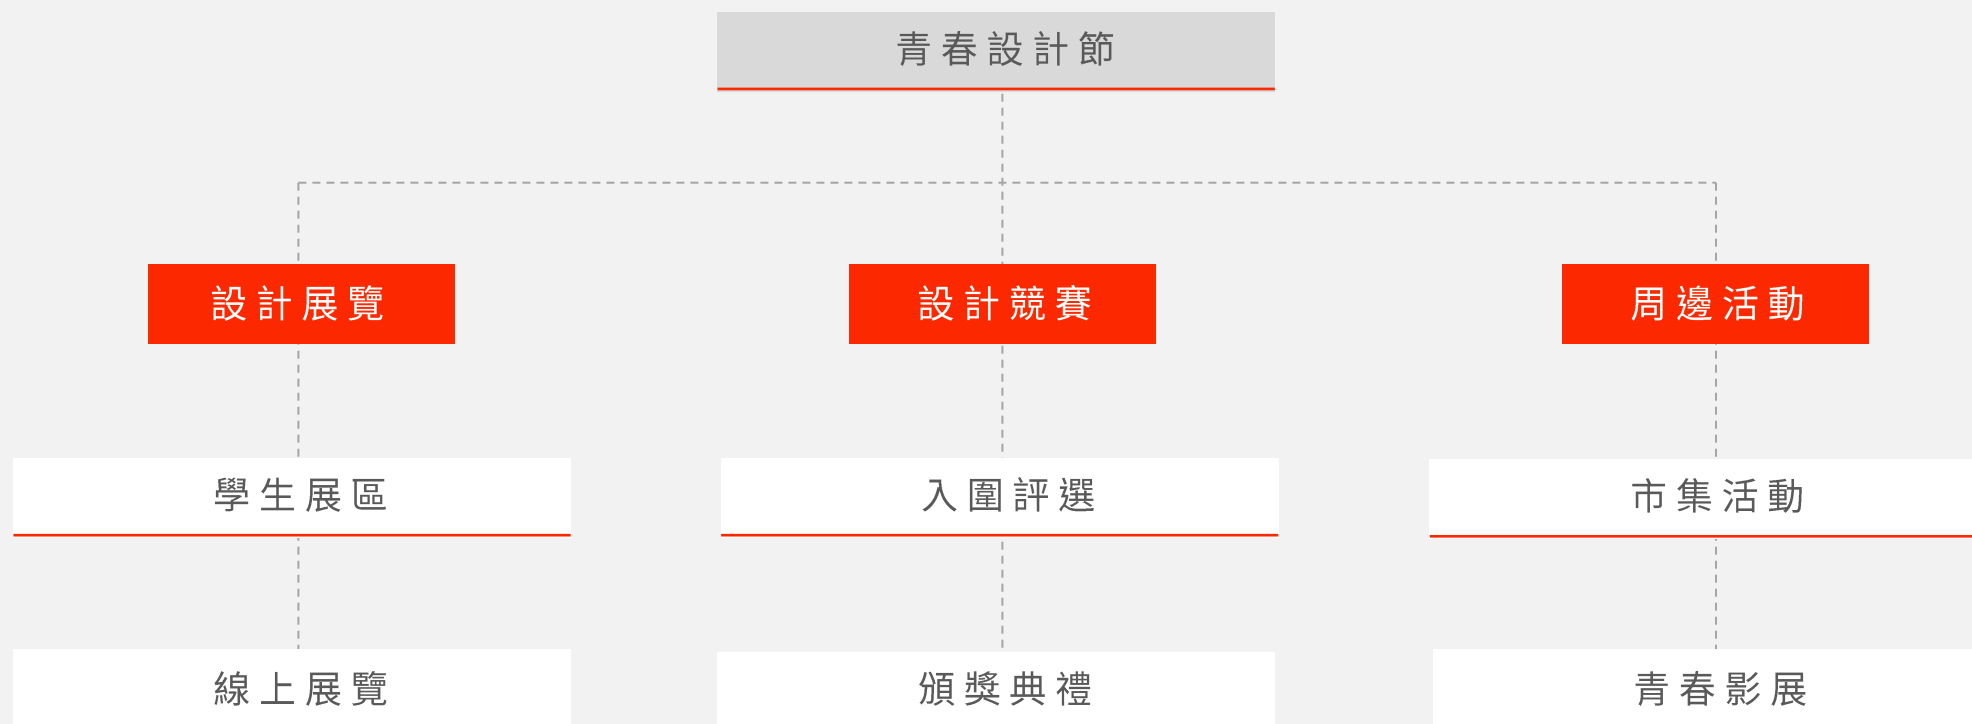 青春設計節
設計展覽
設計競賽
周邊活動
學生展區
入圍評選
市集活動
線上展覽
頒獎典禮
青春影展